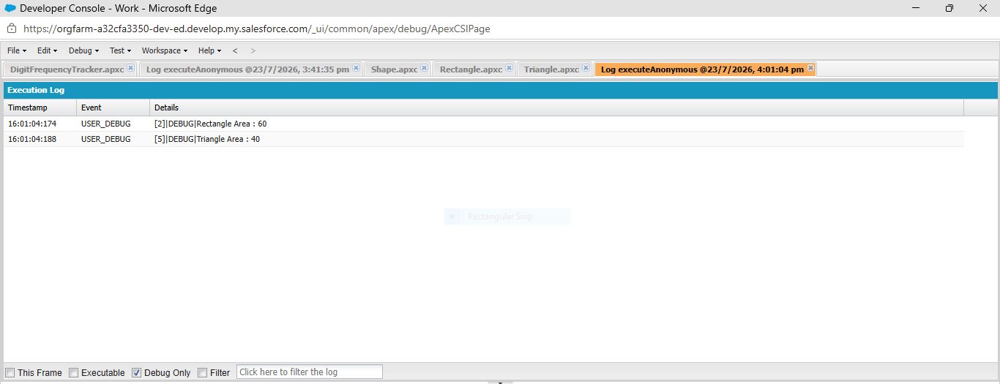 Developer Console - Work - Microsoft Edge
https://orgfarm-a32cfa3350-dev-ed.develop.my.salesforce.com/_ui/common/apex/debug/ApexCSIPage
File Edit Debug Test Workspace Help < >
DigitFrequencyTracker.apxc Log executeAnonymous @23/7/2026, 3:41:35 pm Shape.apxc Rectangle.apxc Triangle.apxc Log executeAnonymous @23/7/2026, 4:01:04 pm
Execution Log
Timestamp Event Details
16:01:04:174 USER_DEBUG [2]|DEBUG|Rectangle Area : 60
16:01:04:188 USER_DEBUG [5]|DEBUG|Triangle Area : 40
Rectangular Snip
This Frame Executable Debug Only Filter Click here to filter the log